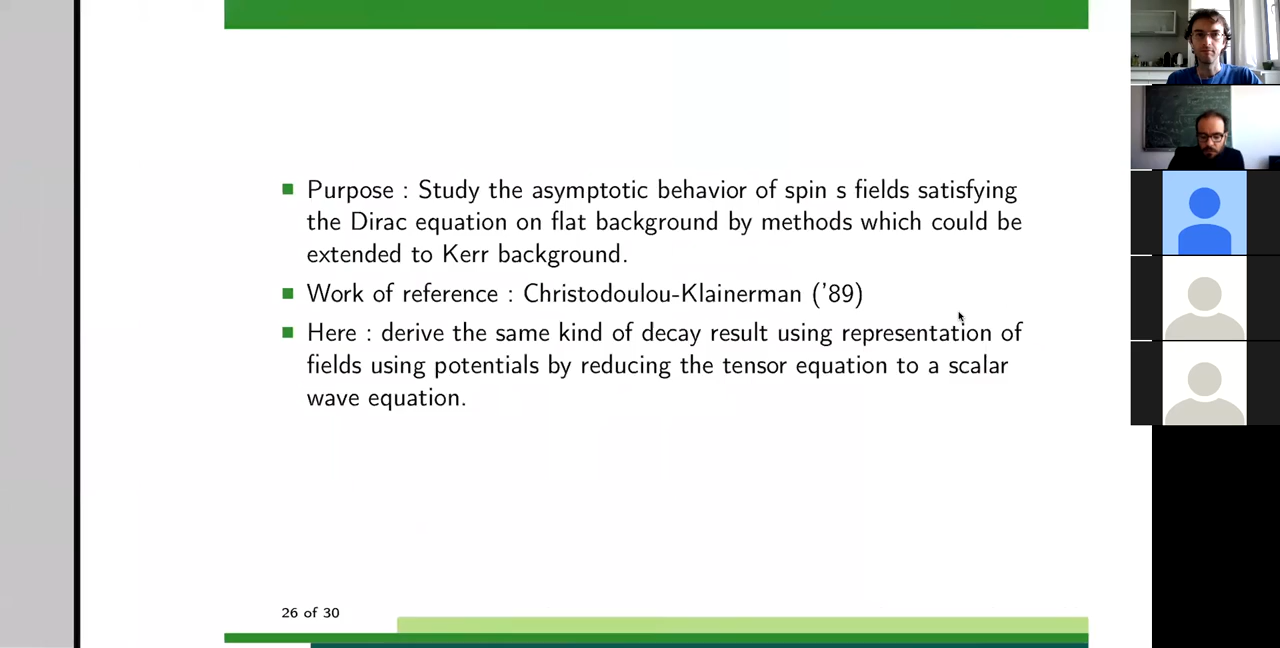 Purpose : Study the asymptotic behavior of spin s fields satisfying
the Dirac equation on flat background by methods which could be
extended to Kerr background.
Work of reference : Christodoulou-Klainerman ('89)
Here : derive the same kind of decay result using representation of
fields using potentials by reducing the tensor equation to a scalar
wave equation.
26 of 30